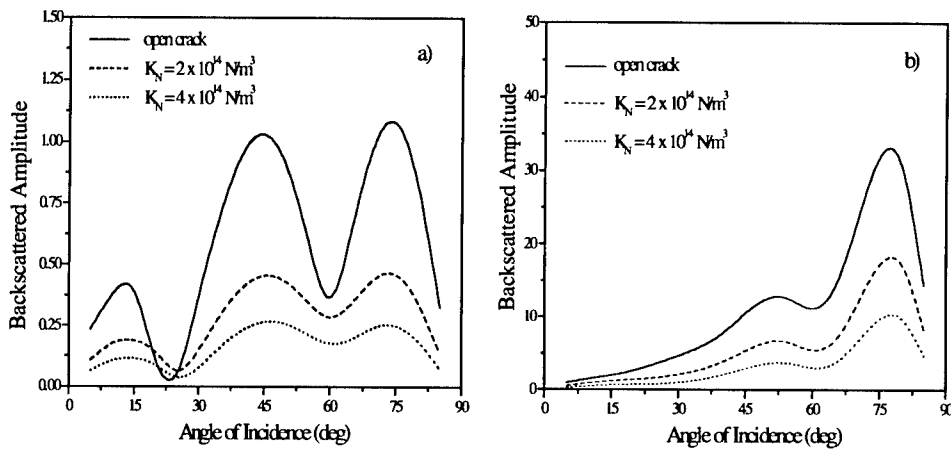 1.50
1.25
1.00
0.75
0.50
0.25
0.00
0
15
30
45
60
75
90
Backscattered Amplitude
Angle of Incidence (deg)
open crack
K_N = 2 x 10^14 N/m^3
K_N = 4 x 10^14 N/m^3
a)
50
40
30
20
10
0
0
15
30
45
60
75
90
Backscattered Amplitude
Angle of Incidence (deg)
open crack
K_N = 2 x 10^14 N/m^3
K_N = 4 x 10^14 N/m^3
b)